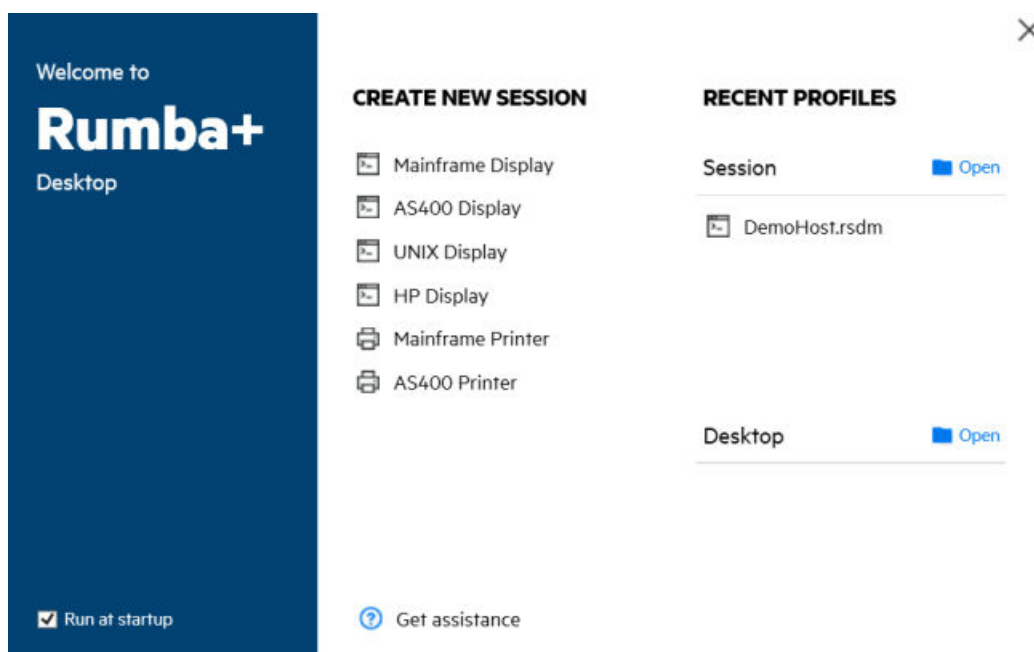 Welcome to
Rumba+
Desktop
Run at startup
CREATE NEW SESSION
Mainframe Display
AS400 Display
UNIX Display
HP Display
Mainframe Printer
AS400 Printer
Get assistance
RECENT PROFILES
Session Open
DemoHost.rsdm
Desktop Open